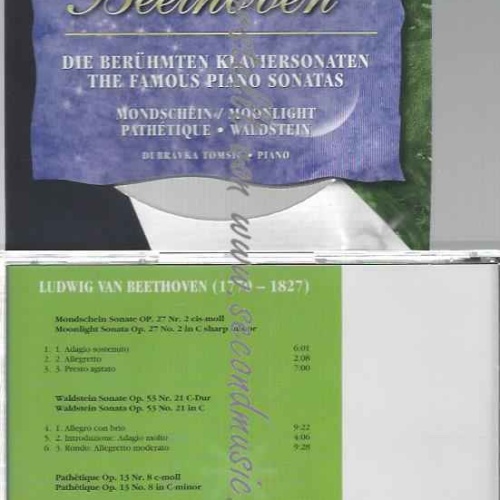 Beethoven
DIE BERÜHMTEN KLAVIERSONATEN
THE FAMOUS PIANO SONATAS
MONDSCHEIN / MOONLIGHT
PATHÉTIQUE • WALDSTEIN
DUBRAVKA TOMSIC • PIANO
LUDWIG VAN BEETHOVEN (1770 – 1827)
Mondschein Sonate OP. 27 Nr. 2 cis-moll
Moonlight Sonata Op. 27 No. 2 in C sharp minor
1. 1. Adagio sostenuto 6:01
2. 2. Allegretto 2:08
3. 3. Presto agitato 7:00
Waldstein Sonate Op. 53 Nr. 21 C-Dur
Waldstein Sonata Op. 53 No. 21 in C
4. 1. Allegro con brio 9:22
5. 2. Introduzione: Adagio molto 4:06
6. 3. Rondo: Allegretto moderato 9:28
Pathétique Op. 13 Nr. 8 c-moll
Pathétique Op. 13 No. 8 in C-minor
www.secondmusic.